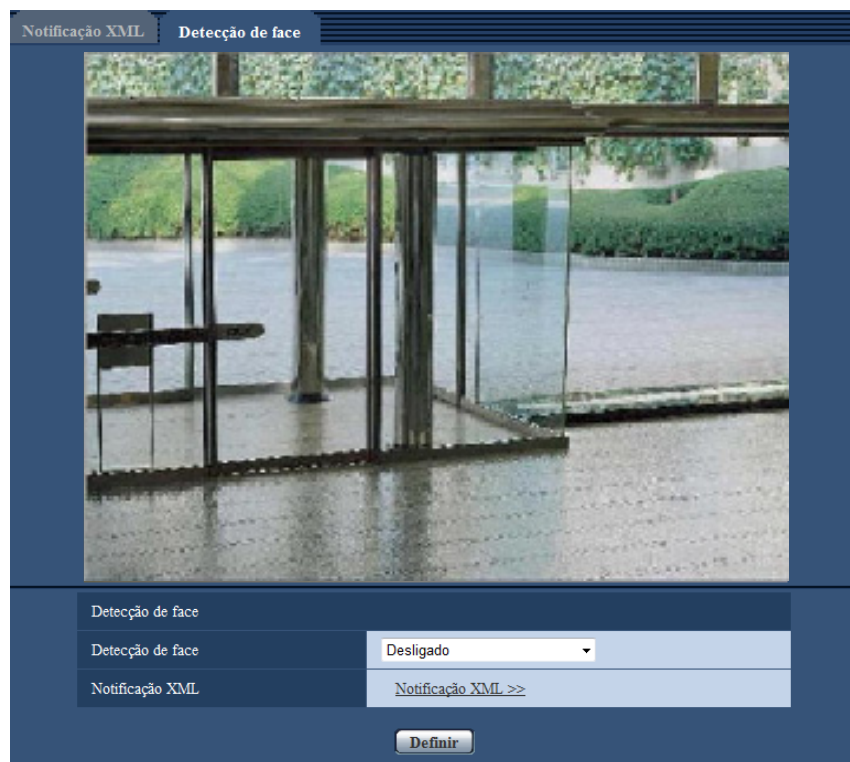 Notificação XML
Detecção de face
Detecção de face
Detecção de face Desligado
Notificação XML Notificação XML >>
Definir